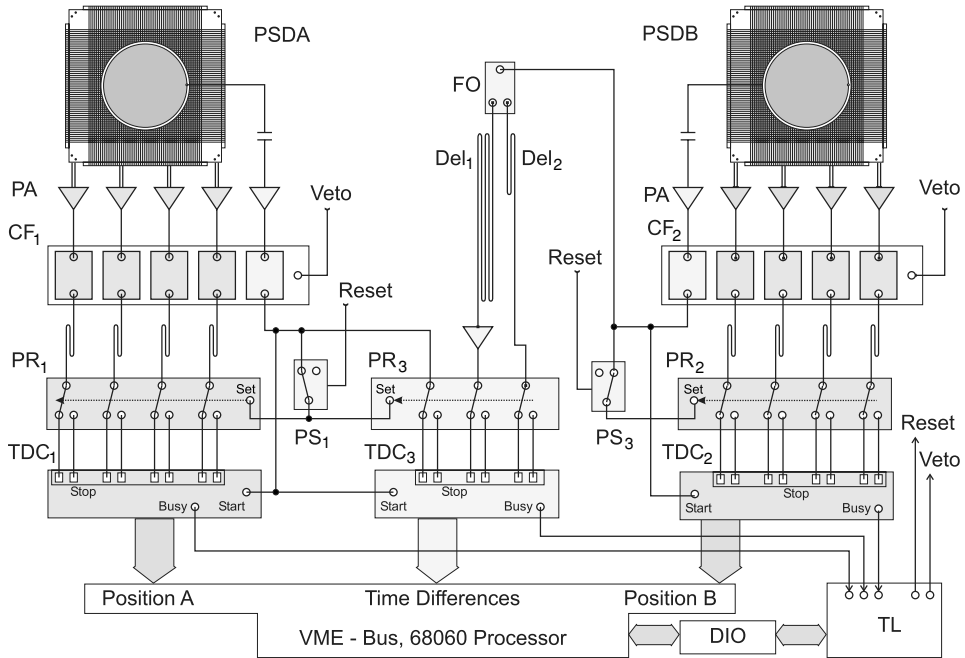 PSDA
PSDB
FO
Del1
Del2
PA
Veto
PA
Veto
CF1
CF2
Reset
Reset
PR1
PR3
PR2
Set
Set
Set
PS1
PS3
Reset
Veto
TDC1
TDC3
TDC2
Stop
Stop
Stop
Busy
Start
Start
Busy
Start
Busy
Position A
Time Differences
Position B
VME - Bus, 68060 Processor
DIO
TL